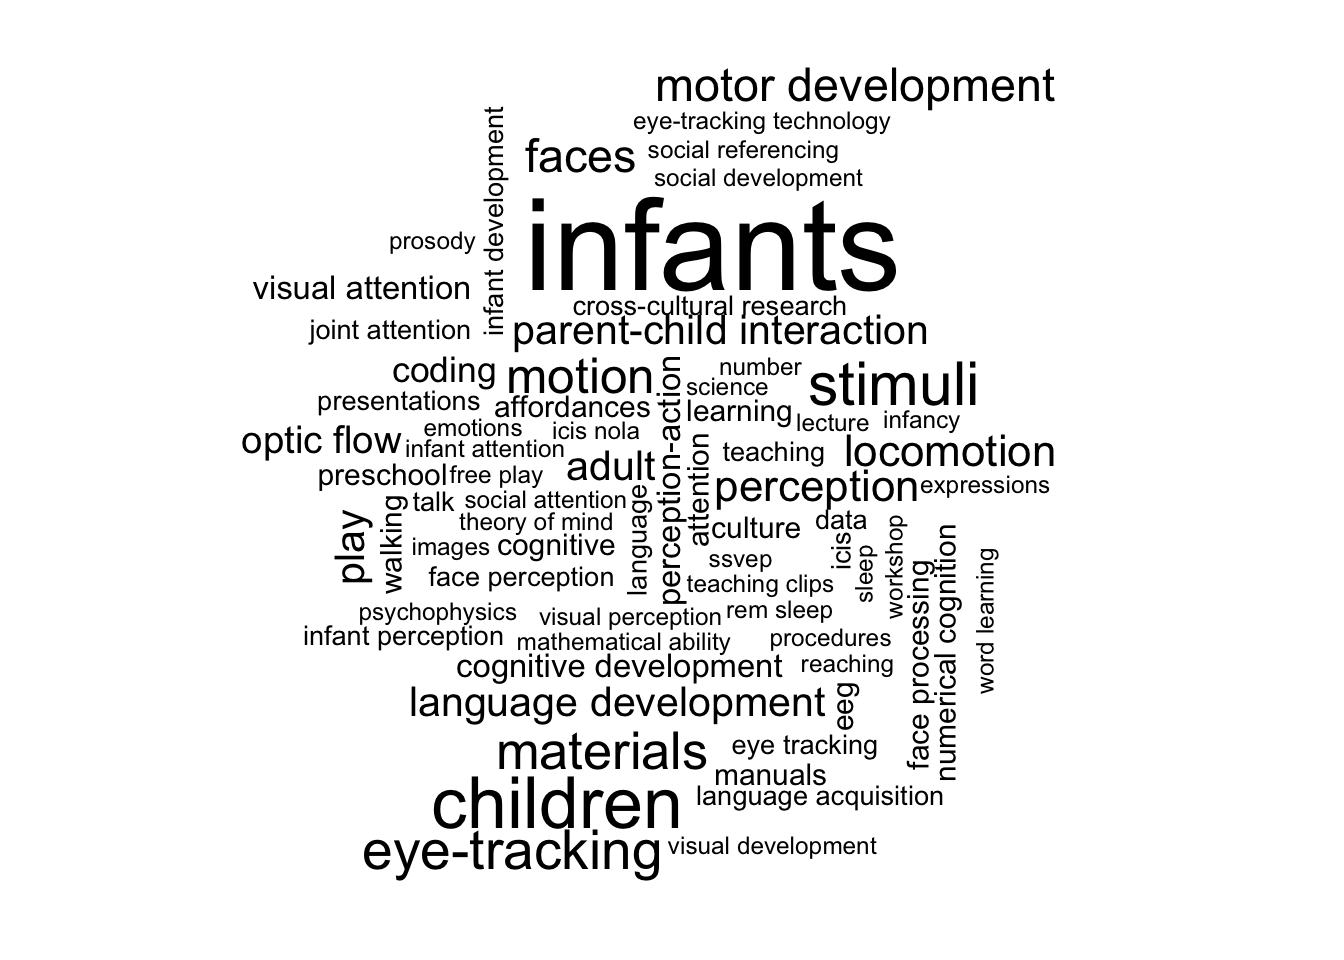 motor development
eye-tracking technology
infant development
faces
social referencing
social development
infants
prosody
visual attention
cross-cultural research
joint attention
parent-child interaction
coding
motion
perception-action
number
stimuli
science
presentations
affordances
learning
lecture
infancy
emotions
icis nola
optic flow
infant attention
attention
teaching
locomotion
adult
preschool
free play
perception
expressions
language
talk
social attention
play
walking
theory of mind
culture
data
icis
sleep
workshop
images
cognitive
ssvep
face processing
numerical cognition
word learning
face perception
teaching clips
psychophysics
visual perception
rem sleep
infant perception
mathematical ability
procedures
cognitive development
reaching
language development
eeg
materials
eye tracking
manuals
children
language acquisition
eye-tracking
visual development